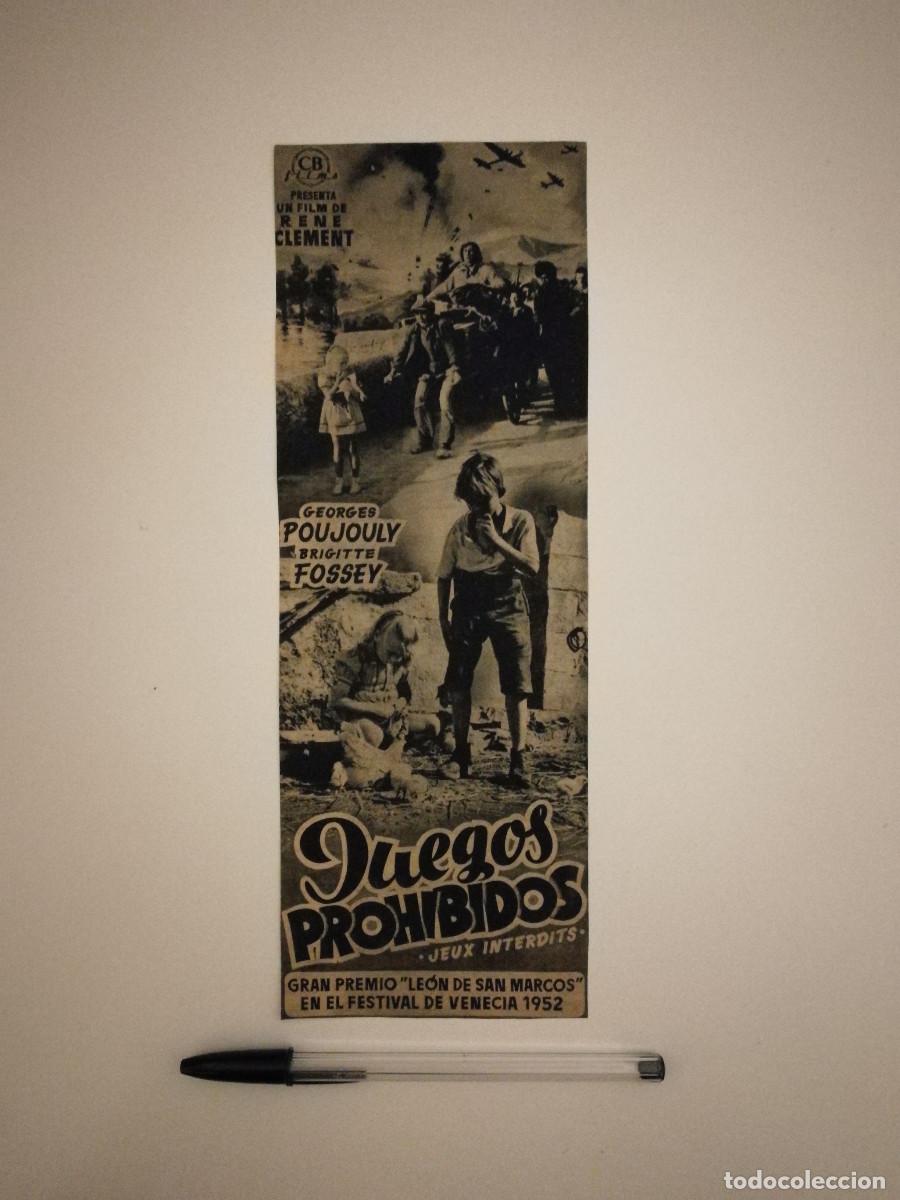 CB
films
PRESENTA
UN FILM DE
RENE
CLEMENT
GEORGES
POUJOULY
BRIGITTE
FOSSEY
Juegos
PROHIBIDOS
· JEUX INTERDITS ·
GRAN PREMIO "LEÓN DE SAN MARCOS"
EN EL FESTIVAL DE VENECIA 1952
todocoleccion